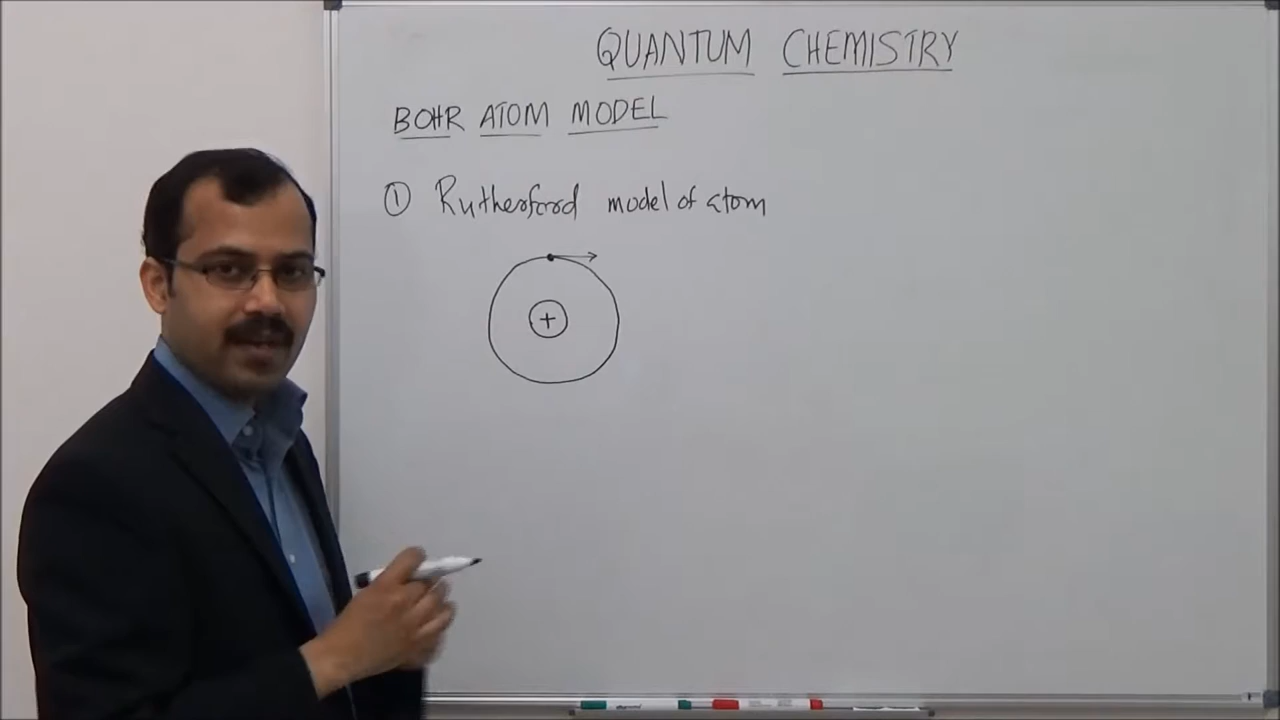 QUANTUM CHEMISTRY
BOHR ATOM MODEL
① Rutherford model of atom
+